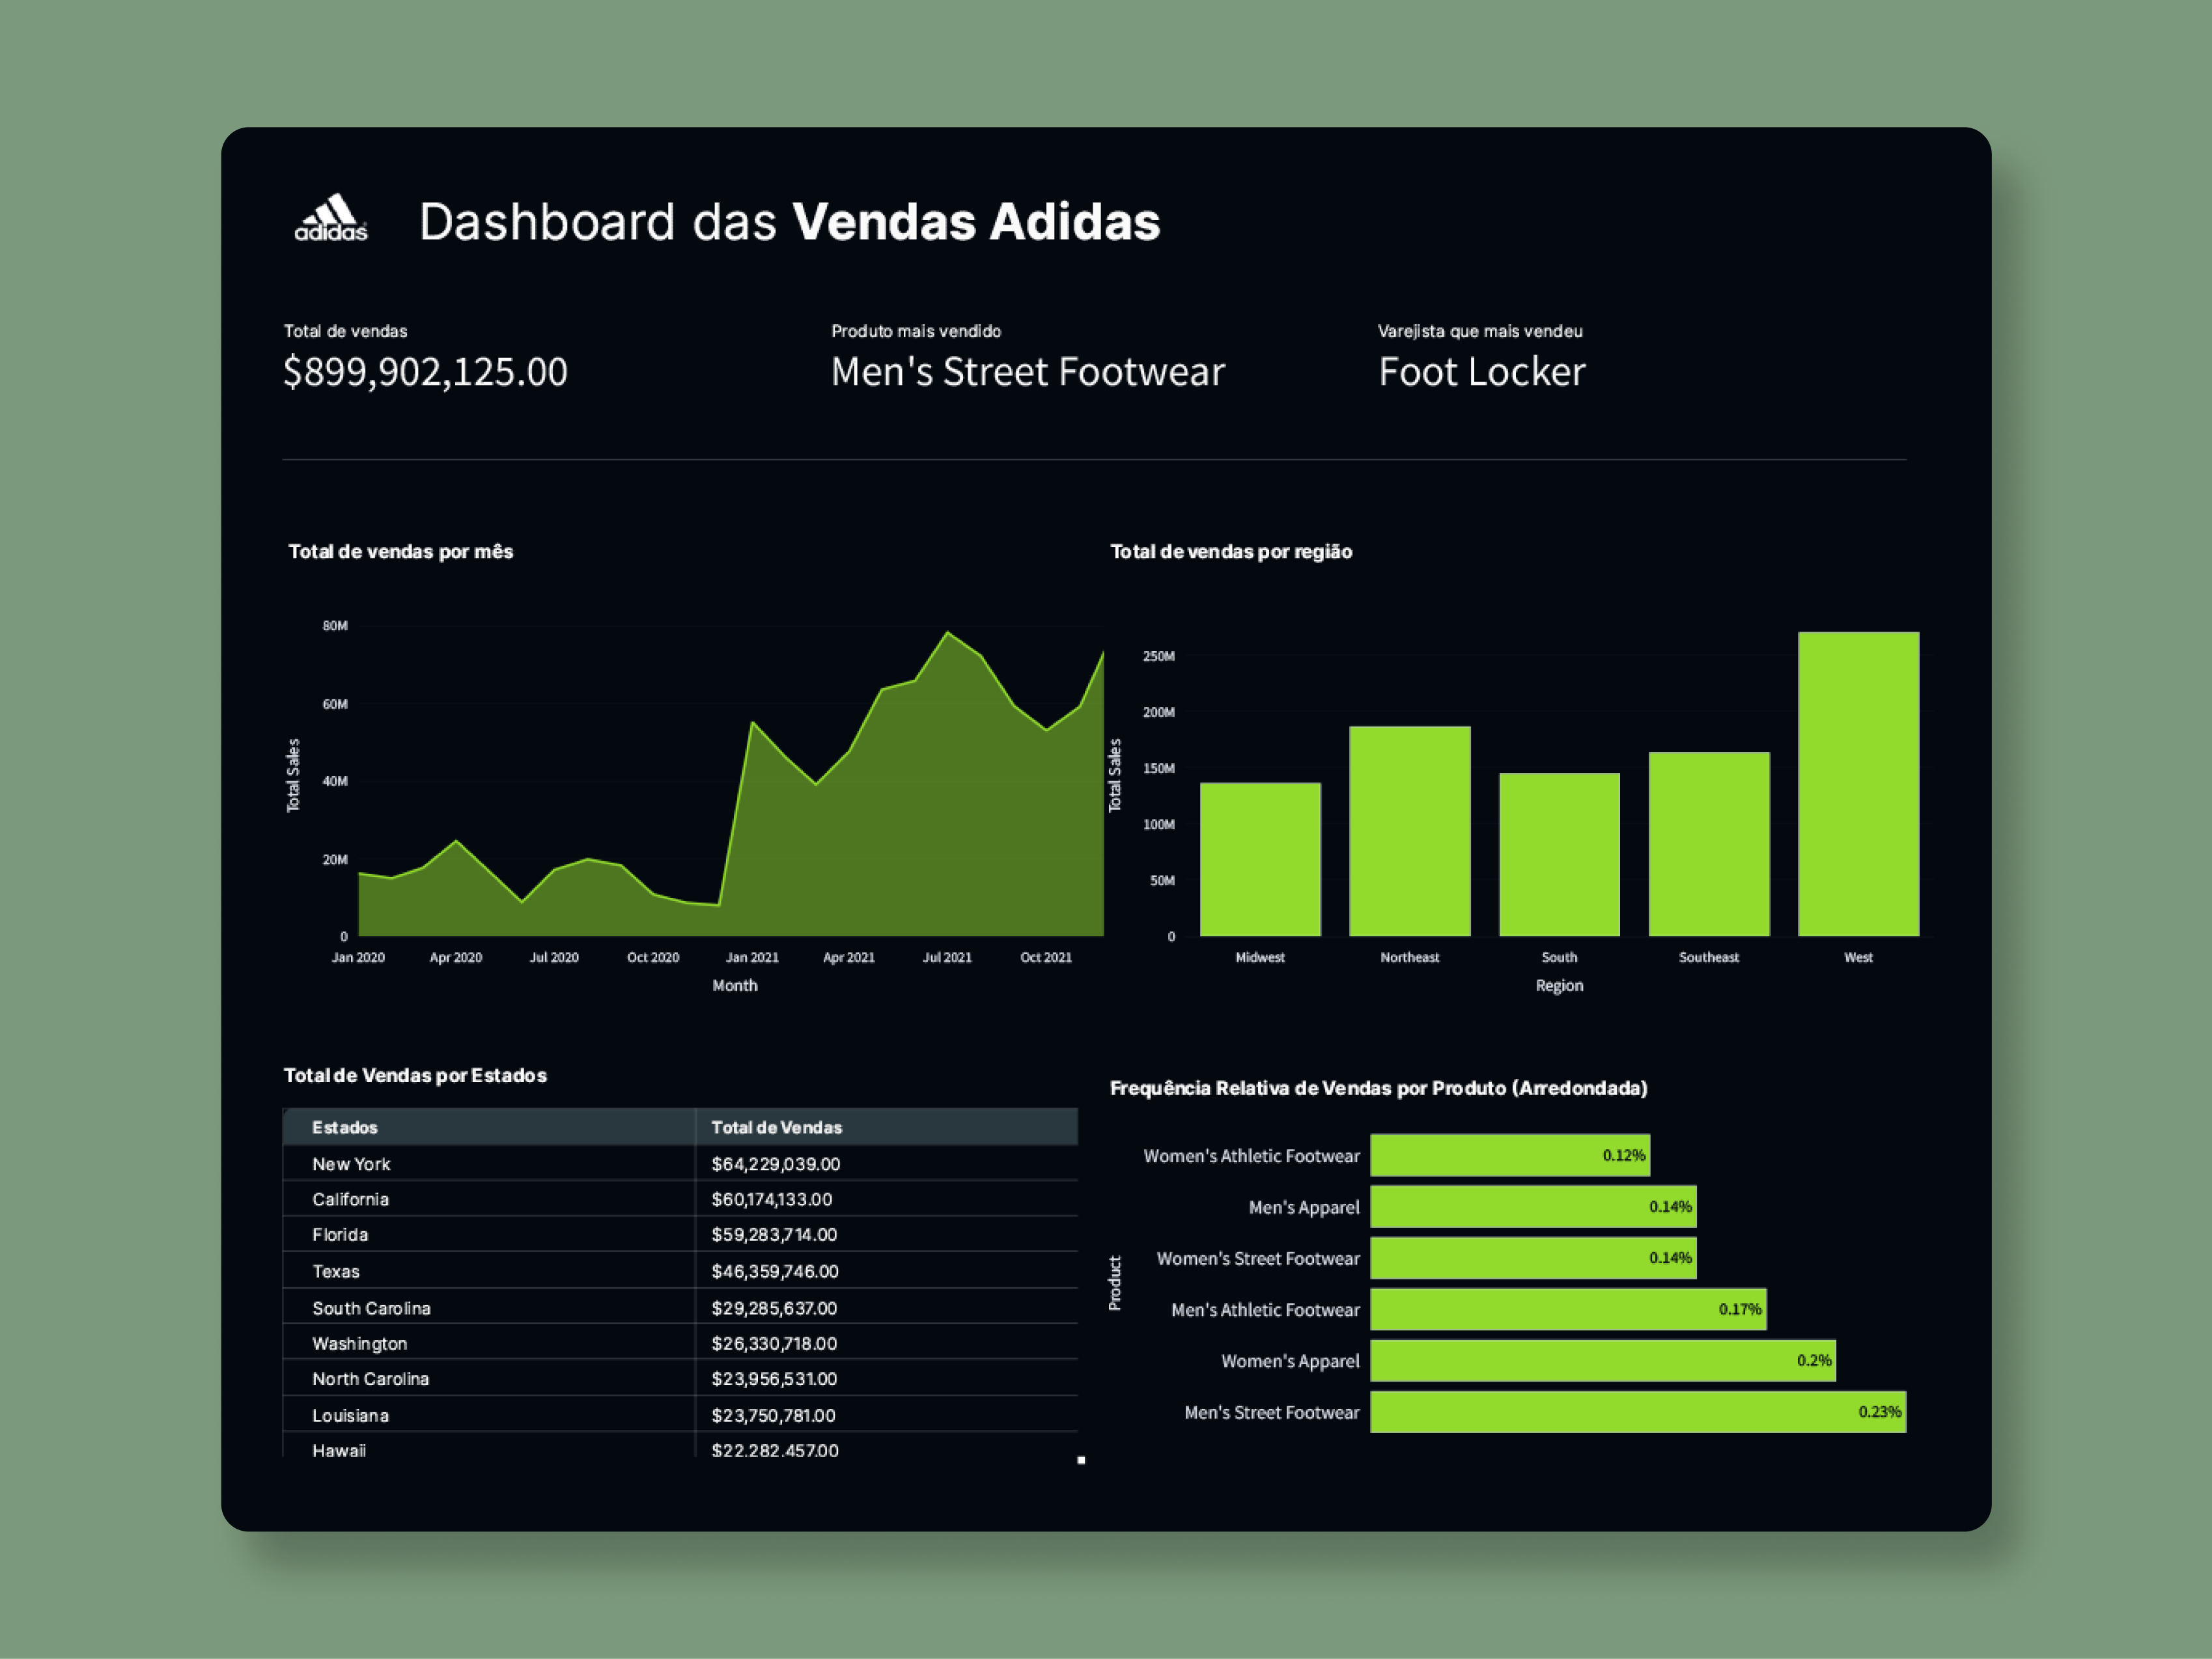 adidas
Dashboard das Vendas Adidas
Total de vendas
$899,902,125.00
Produto mais vendido
Men's Street Footwear
Varejista que mais vendeu
Foot Locker
Total de vendas por mês
80M
60M
40M
20M
0
Total Sales
Jan 2020 Apr 2020 Jul 2020 Oct 2020 Jan 2021 Apr 2021 Jul 2021 Oct 2021
Month
Total de vendas por região
250M
200M
150M
100M
50M
0
Total Sales
Midwest Northeast South Southeast West
Region
Total de Vendas por Estados
Estados Total de Vendas
New York $64,229,039.00
California $60,174,133.00
Florida $59,283,714.00
Texas $46,359,746.00
South Carolina $29,285,637.00
Washington $26,330,718.00
North Carolina $23,956,531.00
Louisiana $23,750,781.00
Hawaii $22,282,457.00
Frequência Relativa de Vendas por Produto (Arredondada)
Product
Women's Athletic Footwear 0.12%
Men's Apparel 0.14%
Women's Street Footwear 0.14%
Men's Athletic Footwear 0.17%
Women's Apparel 0.2%
Men's Street Footwear 0.23%